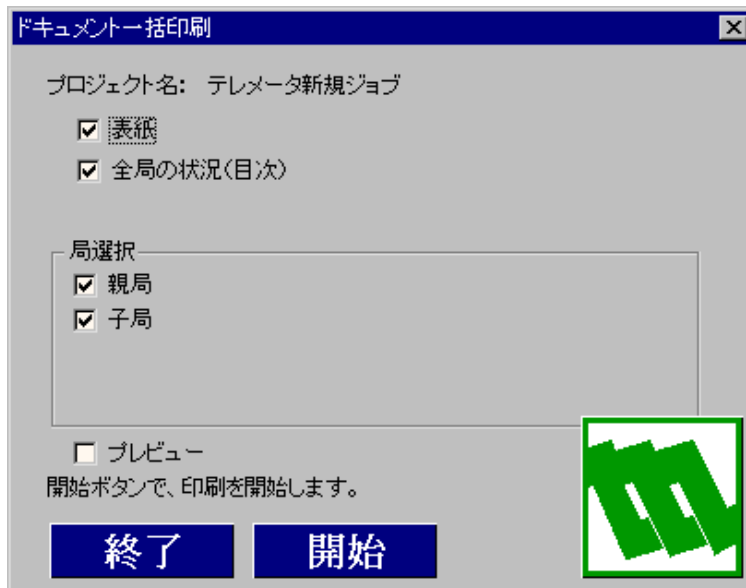 ドキュメント一括印刷
プロジェクト名: テレメータ新規ジョブ
表紙
全局の状況(目次)
局選択
親局
子局
プレビュー
開始ボタンで、印刷を開始します。
終了 開始